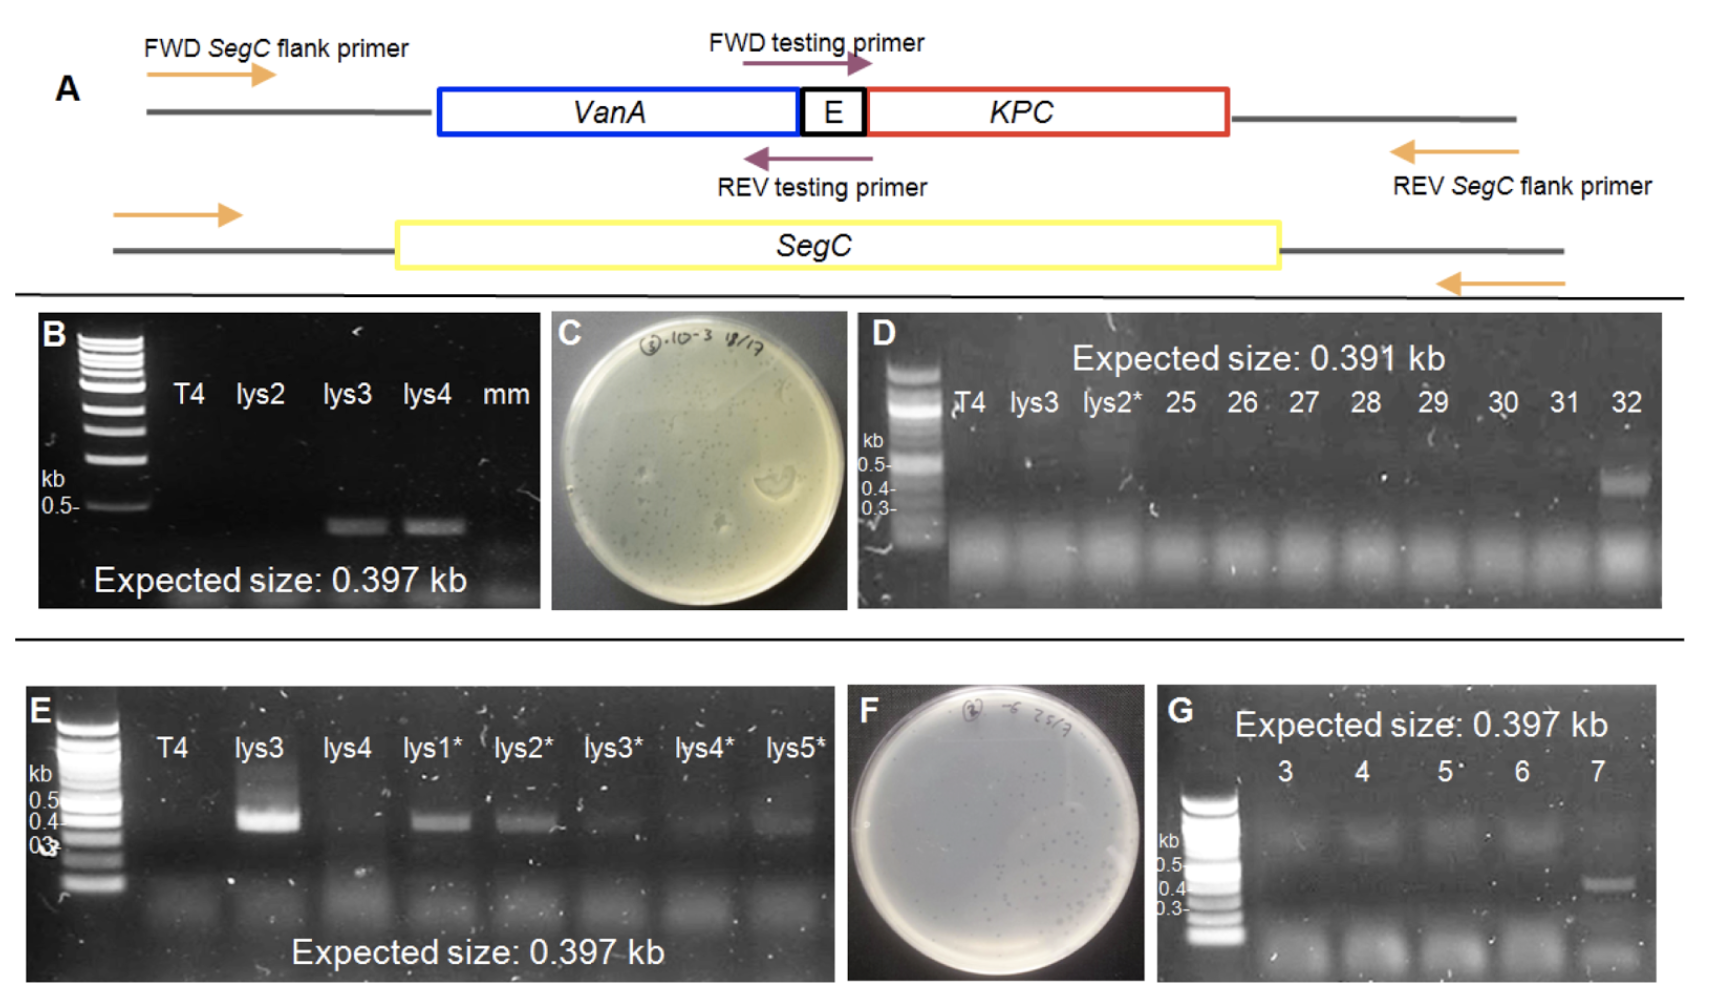 A
FWD SegC flank primer
FWD testing primer
VanA
E
KPC
REV testing primer
REV SegC flank primer
SegC
B
T4 lys2 lys3 lys4 mm
kb
0.5-
Expected size: 0.397 kb
C
10-3
D
Expected size: 0.391 kb
T4 lys3 lys2* 25 26 27 28 29 30 31 32
kb
0.5-
0.4-
0.3-
E
T4 lys3 lys4 lys1* lys2* lys3* lys4* lys5*
kb
0.5
0.4
Expected size: 0.397 kb
F
-6 25/7
G
Expected size: 0.397 kb
3 4 5 6 7
kb
0.5-
0.4-
0.3-